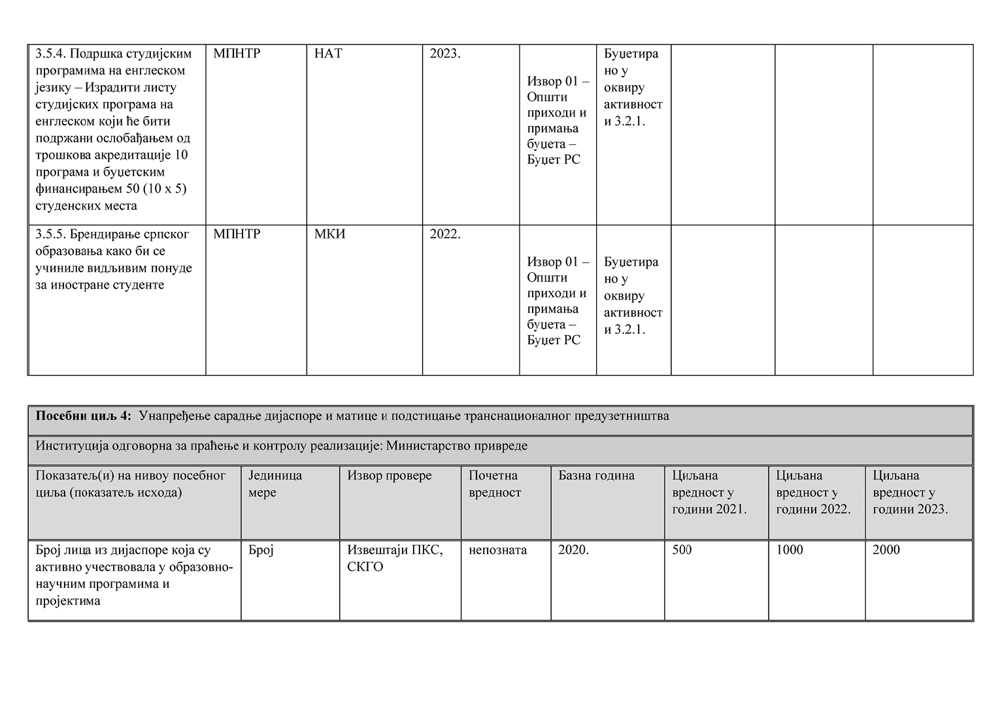 3.5.4. Подршка студијским
програмима на енглеском
језику – Израдити листу
студијских програма на
енглеском који ће бити
подржани ослобађањем од
трошкова акредитације 10
програма и буџетским
финансирањем 50 (10 х 5)
студенских места
МПНТР
НАТ
2023.
Извор 01 –
Општи
приходи и
примања
буџета –
Буџет РС
Буџетира
но у
оквиру
активност
и 3.2.1.
3.5.5. Брендирање српског
образовања како би се
учиниле видљивим понуде
за иностране студенте
МПНТР
МКИ
2022.
Извор 01 –
Општи
приходи и
примања
буџета –
Буџет РС
Буџетира
но у
оквиру
активност
и 3.2.1.
Посебни циљ 4: Унапређење сарадње дијаспоре и матице и подстицање транснационалног предузетништва
Институција одговорна за праћење и контролу реализације: Министарство привреде
Показатељ(и) на нивоу посебног
циља (показатељ исхода)
Јединица
мере
Извор провере
Почетна
вредност
Базна година
Циљана
вредност у
години 2021.
Циљана
вредност у
години 2022.
Циљана
вредност у
години 2023.
Број лица из дијаспоре која су
активно учествовала у образовно-
научним програмима и
пројектима
Број
Извештаји ПКС,
СКГО
непозната
2020.
500
1000
2000